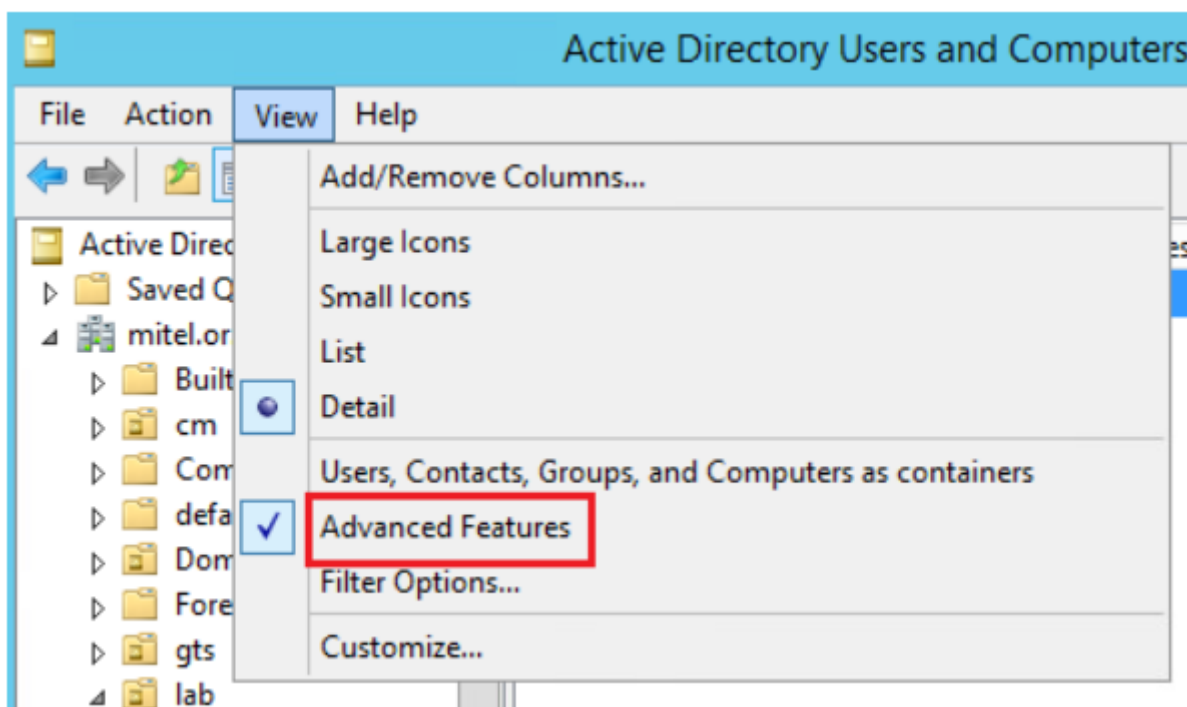 Active Directory Users and Computers
File Action View Help
Add/Remove Columns...
Large Icons
Small Icons
List
Detail
Users, Contacts, Groups, and Computers as containers
Advanced Features
Filter Options...
Customize...
Active Direc
Saved Q
mitel.or
Built
cm
Com
defa
Dom
Fore
gts
lab
es